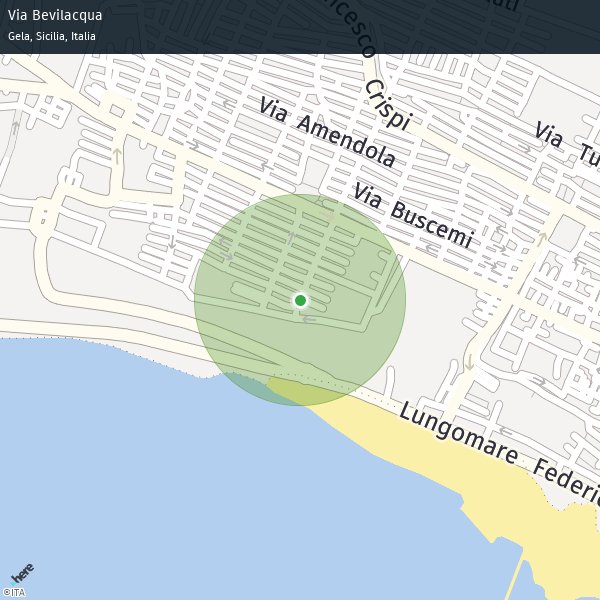 Via Bevilacqua
Gela, Sicilia, Italia
Crispi
Via Amendola
Via Tu
Via Buscemi
Lungomare Federic
here
©ITA